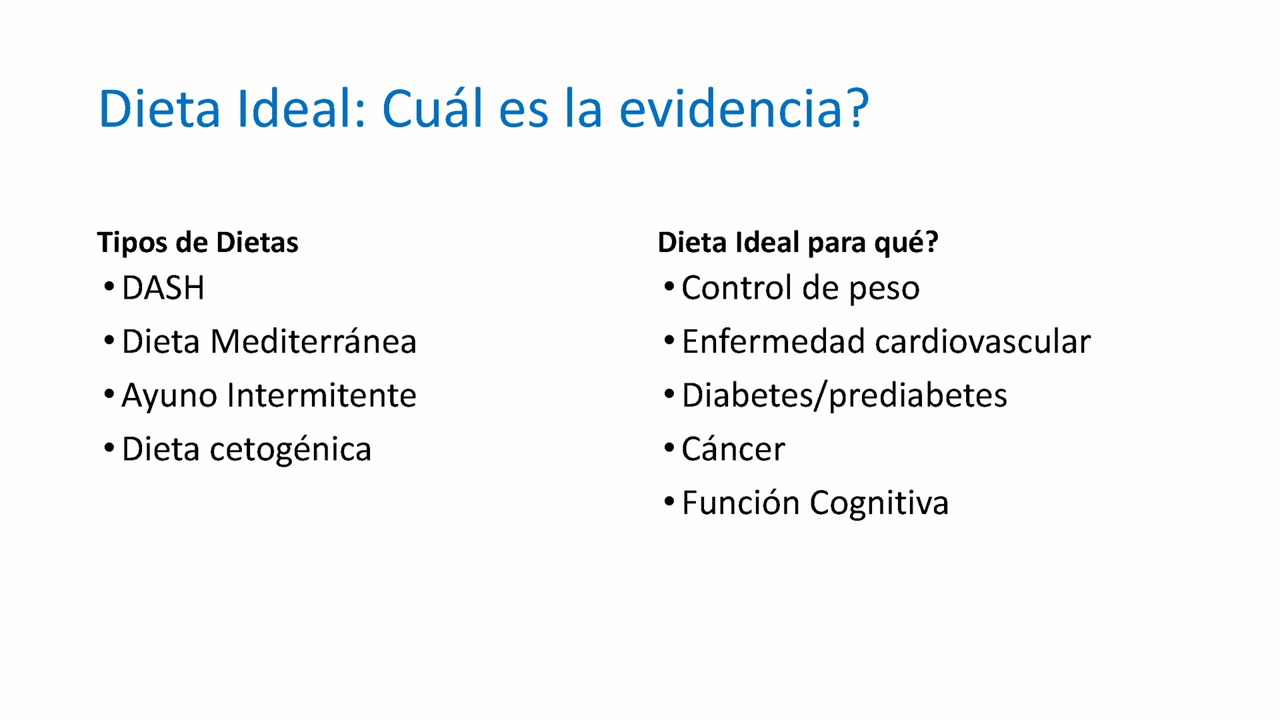 Dieta Ideal: Cuál es la evidencia?
Tipos de Dietas
• DASH
• Dieta Mediterránea
• Ayuno Intermitente
• Dieta cetogénica
Dieta Ideal para qué?
• Control de peso
• Enfermedad cardiovascular
• Diabetes/prediabetes
• Cáncer
• Función Cognitiva